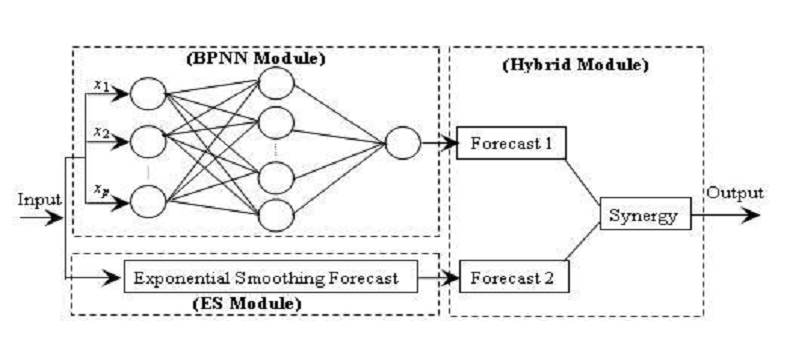 (BPNN Module)
(Hybrid Module)
x1
x2
xp
Input
Forecast 1
Synergy
Output
Exponential Smoothing Forecast
Forecast 2
(ES Module)